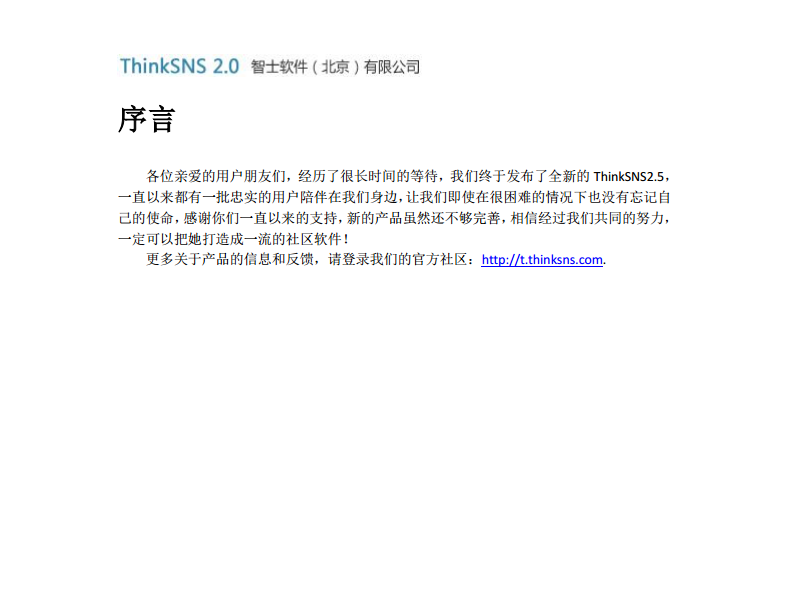 ThinkSNS 2.0 智士软件（北京）有限公司
序言
各位亲爱的用户朋友们，经历了很长时间的等待，我们终于发布了全新的 ThinkSNS2.5，
一直以来都有一批忠实的用户陪伴在我们身边，让我们即使在很困难的情况下也没有忘记自
己的使命，感谢你们一直以来的支持，新的产品虽然还不够完善，相信经过我们共同的努力，
一定可以把她打造成一流的社区软件！
更多关于产品的信息和反馈，请登录我们的官方社区：http://t.thinksns.com.